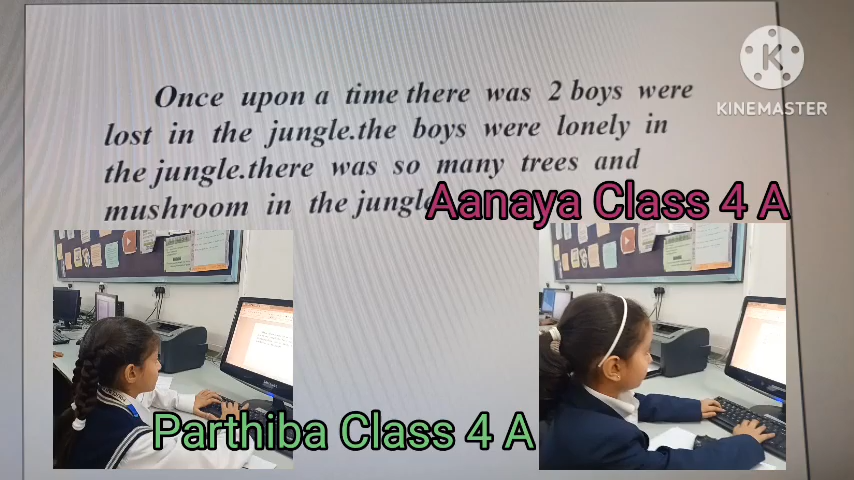 Once upon a time there was 2 boys were
KINEMASTER
lost in the jungle.the boys were lonely in
the jungle.there was so many trees and
mushroom in the jungle
Aanaya Class 4 A
Parthiba Class 4 A